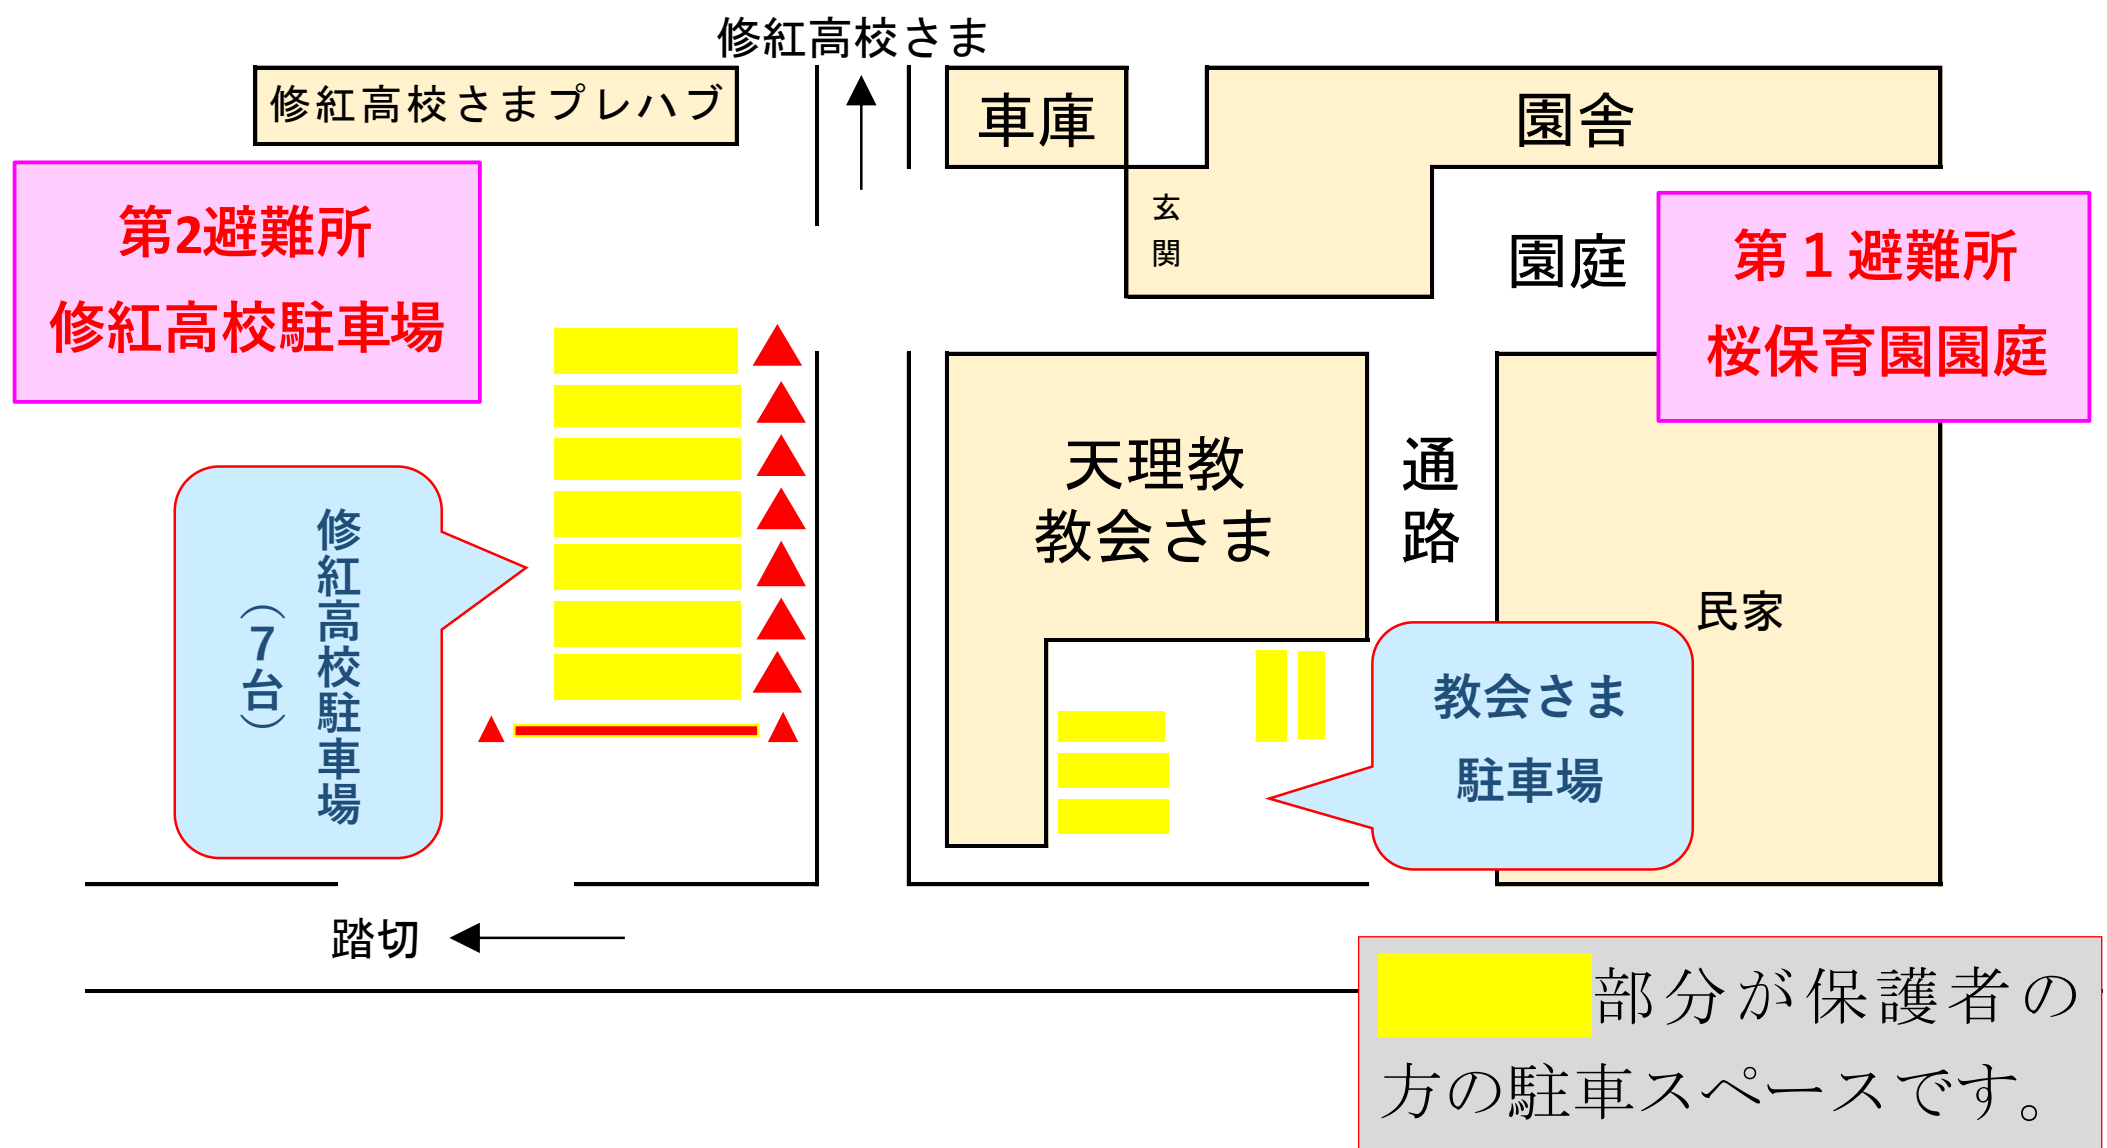 修紅高校さま
修紅高校さまプレハブ
車庫
園舎
玄関
第2避難所
修紅高校駐車場
園庭
第１避難所
桜保育園園庭
天理教
教会さま
通路
民家
修紅高校駐車場
（７台）
教会さま
駐車場
踏切
部分が保護者の
方の駐車スペースです。